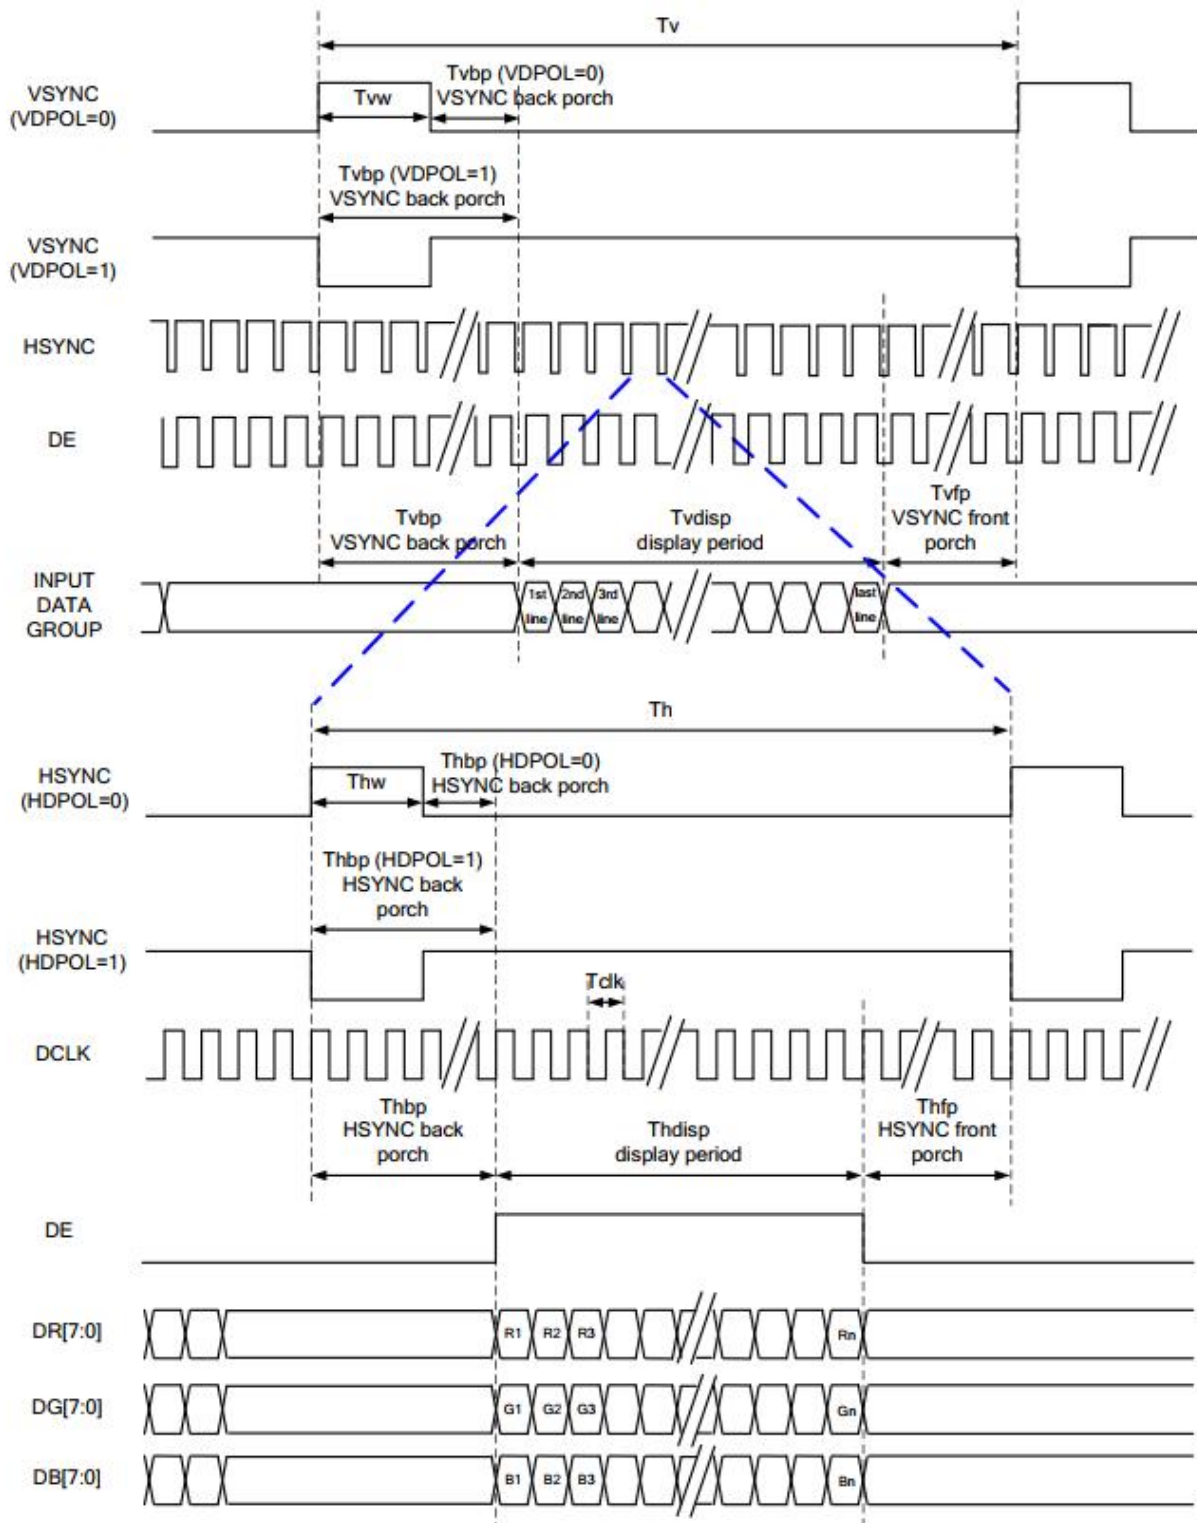 Tv
VSYNC
(VDPOL=0)
Tvw
Tvbp (VDPOL=0)
VSYNC back porch
Tvbp (VDPOL=1)
VSYNC back porch
VSYNC
(VDPOL=1)
HSYNC
DE
Tvbp
VSYNC back porch
Tvdisp
display period
Tvfp
VSYNC front
porch
INPUT
DATA
GROUP
1st
line
2nd
line
3rd
line
last
line
Th
HSYNC
(HDPOL=0)
Thw
Thbp (HDPOL=0)
HSYNC back porch
Thbp (HDPOL=1)
HSYNC back
porch
HSYNC
(HDPOL=1)
Tclk
DCLK
Thbp
HSYNC back
porch
Thdisp
display period
Thfp
HSYNC front
porch
DE
DR[7:0]
R1 R2 R3 Rn
DG[7:0]
G1 G2 G3 Gn
DB[7:0]
B1 B2 B3 Bn